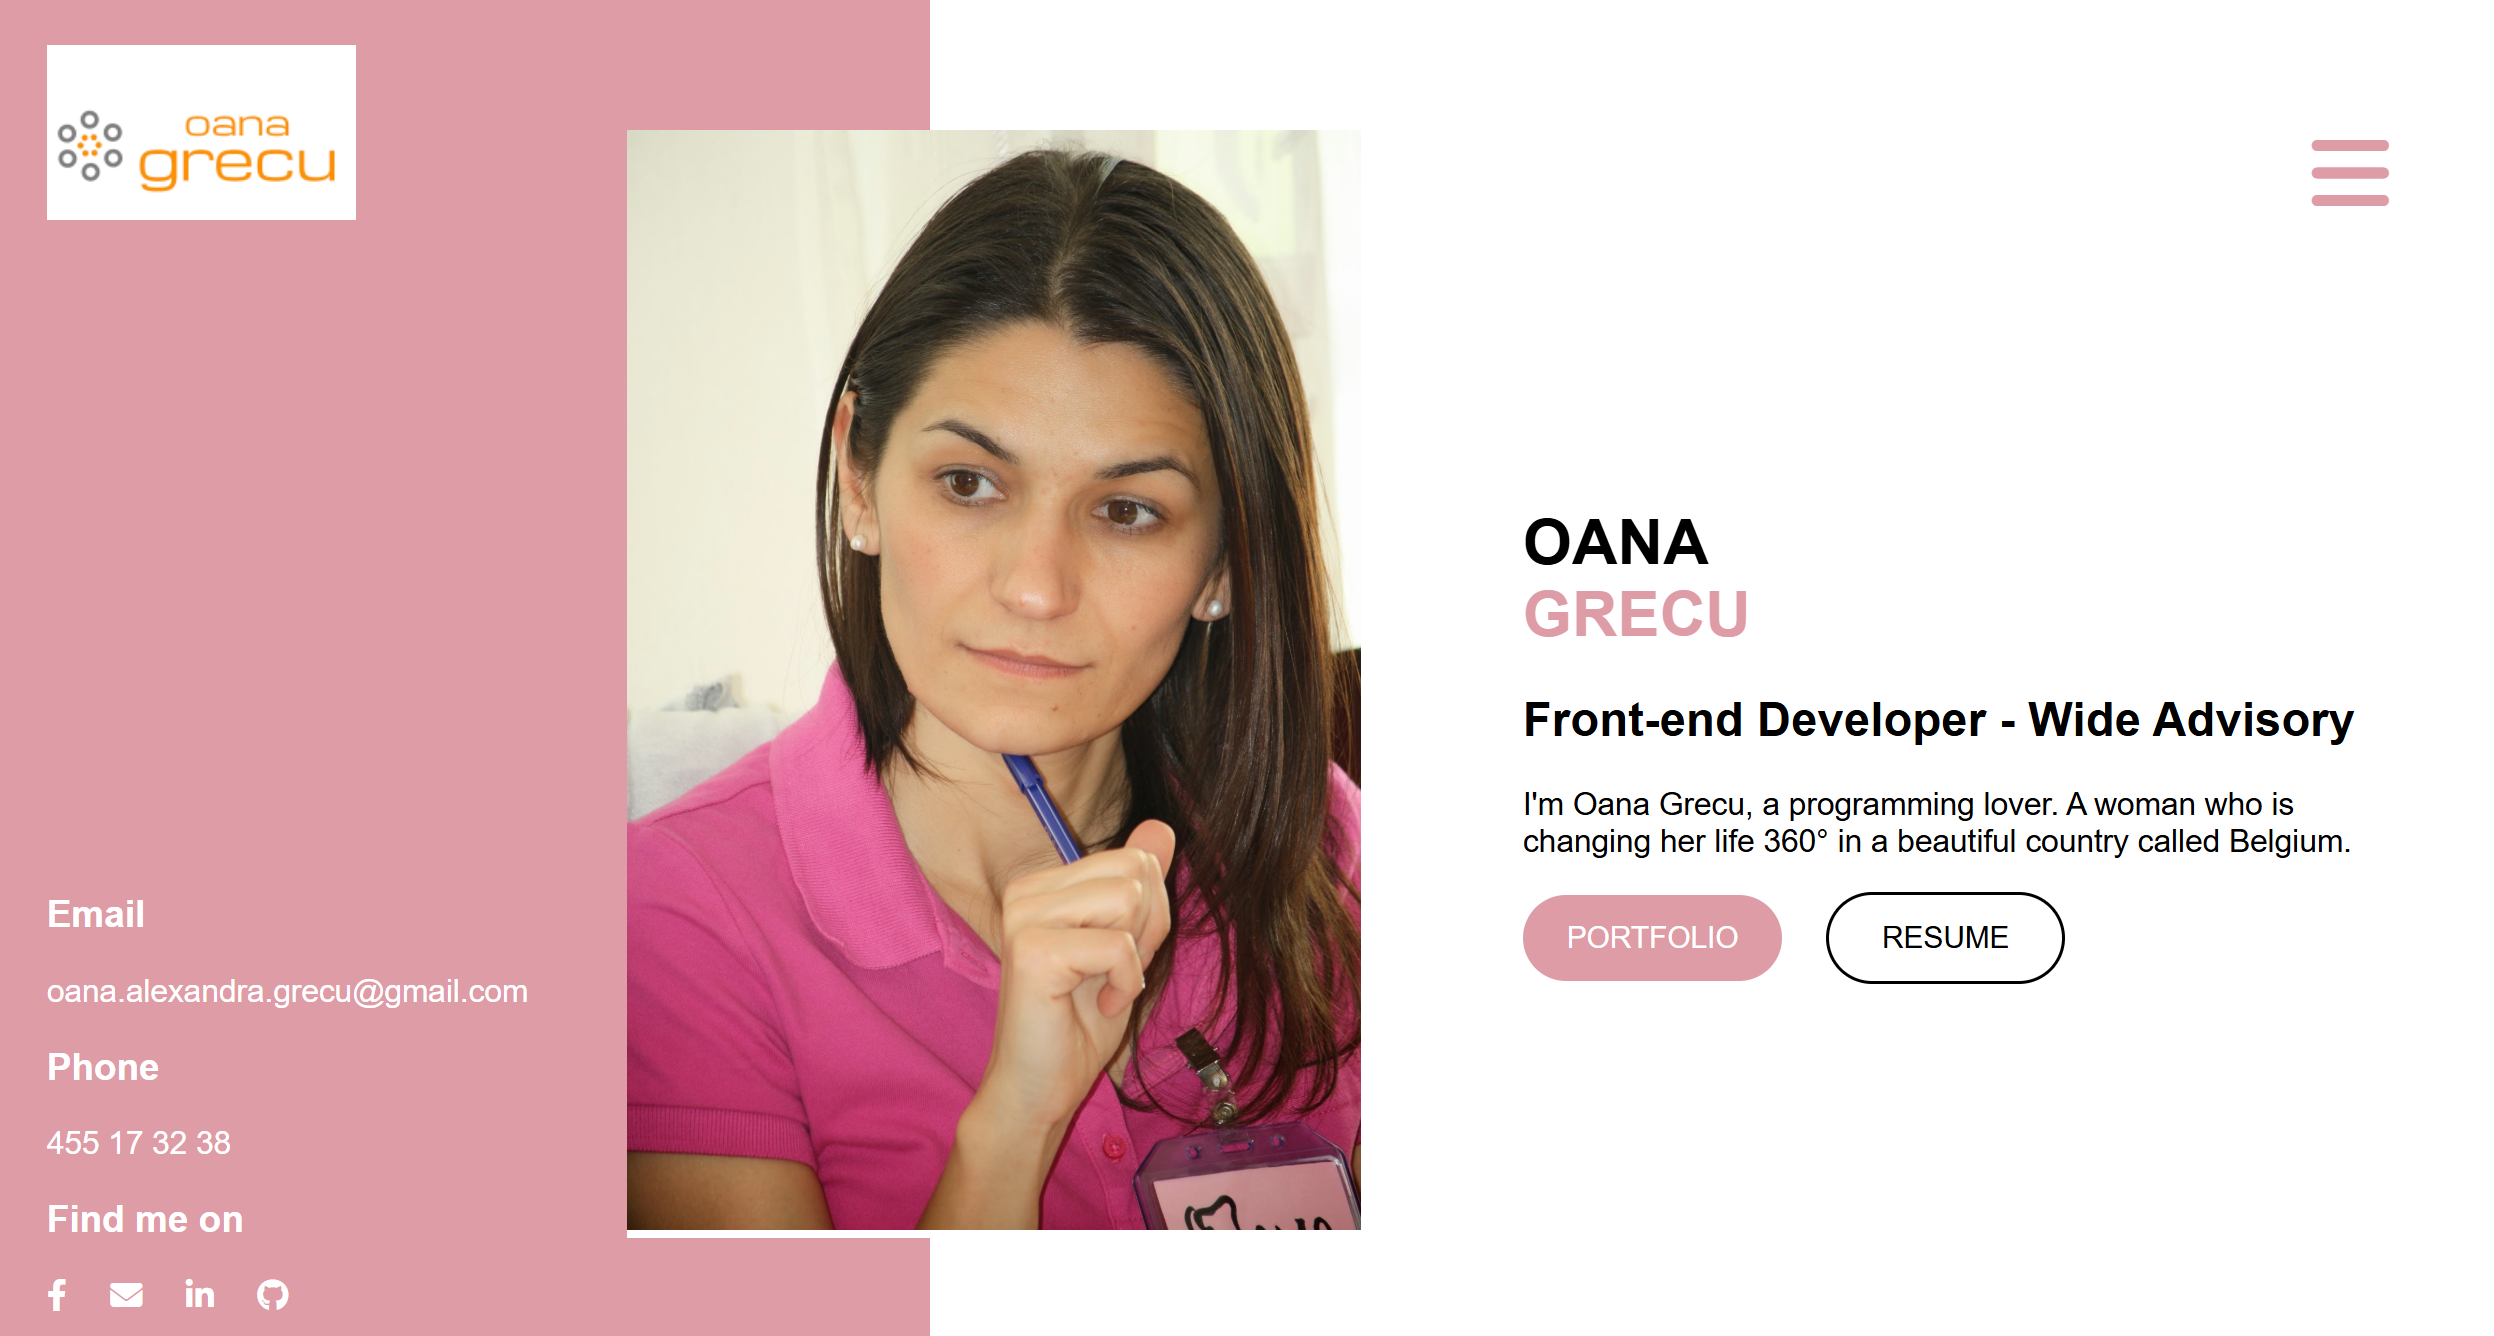 oana
grecu
OANA
GRECU
Front-end Developer - Wide Advisory
I'm Oana Grecu, a programming lover. A woman who is
changing her life 360° in a beautiful country called Belgium.
PORTFOLIO
RESUME
Email
oana.alexandra.grecu@gmail.com
Phone
455 17 32 38
Find me on